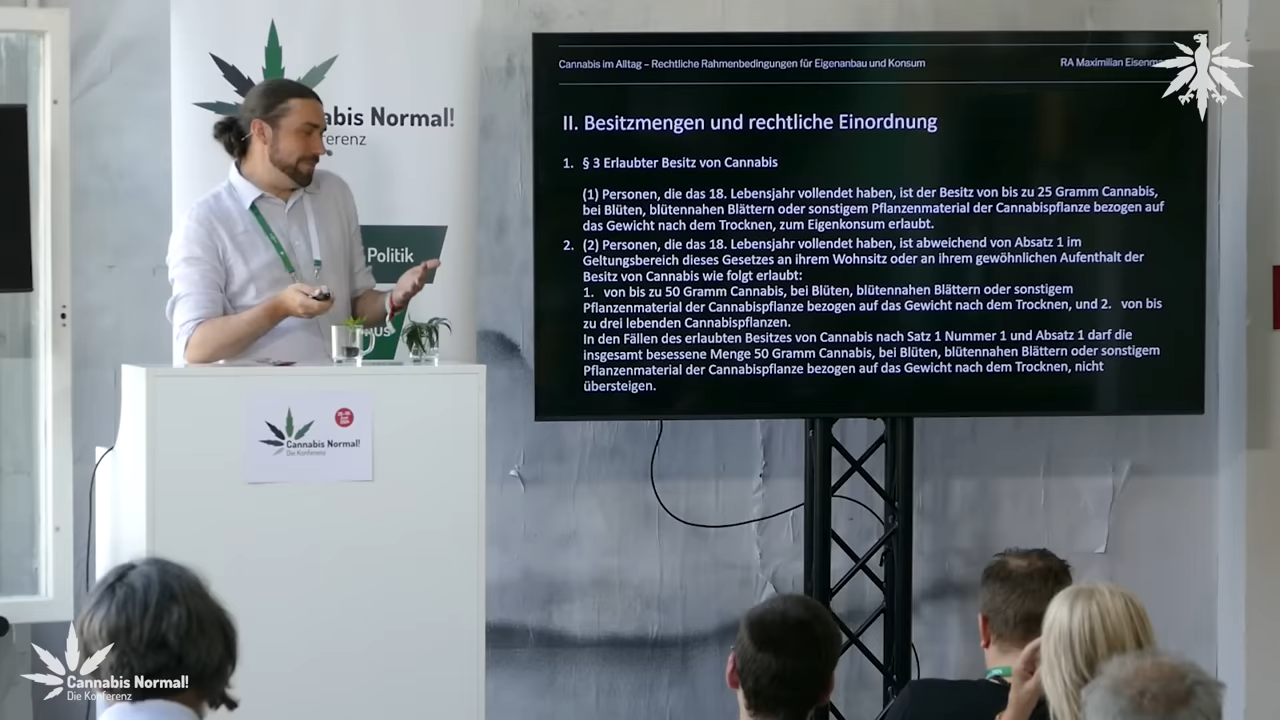 Cannabis im Alltag – Rechtliche Rahmenbedingungen für Eigenanbau und Konsum
RA Maximilian
II. Besitzmengen und rechtliche Einordnung
1. § 3 Erlaubter Besitz von Cannabis
(1) Personen, die das 18. Lebensjahr vollendet haben, ist der Besitz von bis zu 25 Gramm Cannabis,
bei Blüten, blütennahen Blättern oder sonstigem Pflanzenmaterial der Cannabispflanze bezogen auf
das Gewicht nach dem Trocknen, zum Eigenkonsum erlaubt.
2. (2) Personen, die das 18. Lebensjahr vollendet haben, ist abweichend von Absatz 1 im
Geltungsbereich dieses Gesetzes an ihrem Wohnsitz oder an ihrem gewöhnlichen Aufenthalt der
Besitz von Cannabis wie folgt erlaubt:
1. von bis zu 50 Gramm Cannabis, bei Blüten, blütennahen Blättern oder sonstigem
Pflanzenmaterial der Cannabispflanze bezogen auf das Gewicht nach dem Trocknen, und 2. von bis
zu drei lebenden Cannabispflanzen.
In den Fällen des erlaubten Besitzes von Cannabis nach Satz 1 Nummer 1 und Absatz 1 darf die
insgesamt besessene Menge 50 Gramm Cannabis, bei Blüten, blütennahen Blättern oder sonstigem
Pflanzenmaterial der Cannabispflanze bezogen auf das Gewicht nach dem Trocknen, nicht
übersteigen.
abis Normal!
ferenz
Politik
Cannabis Normal!
Die Konferenz
Cannabis Normal!
Die Konferenz